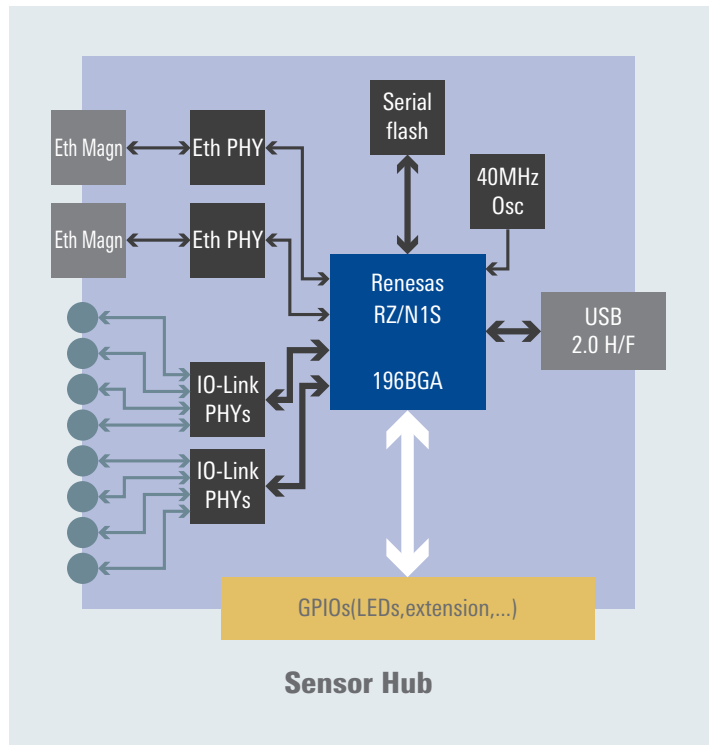 Serial
flash
Eth Magn
Eth PHY
40MHz
Osc
Eth Magn
Eth PHY
Renesas
RZ/N1S
196BGA
USB
2.0 H/F
IO-Link
PHYs
IO-Link
PHYs
GPIOs(LEDs,extension,...)
Sensor Hub